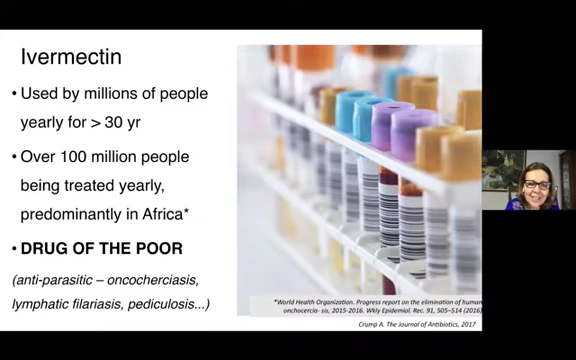 Ivermectin
• Used by millions of people
yearly for > 30 yr
• Over 100 million people
being treated yearly,
predominantly in Africa*
• DRUG OF THE POOR
(anti-parasitic – oncocherciasis,
lymphatic filariasis, pediculosis...)
*World Health Organization. Progress report on the elimination of human
onchocercia- sis, 2015-2016. Wkly Epidemiol. Rec. 91, 505–514 (2016)
Crump A. The Journal of Antibiotics, 2017